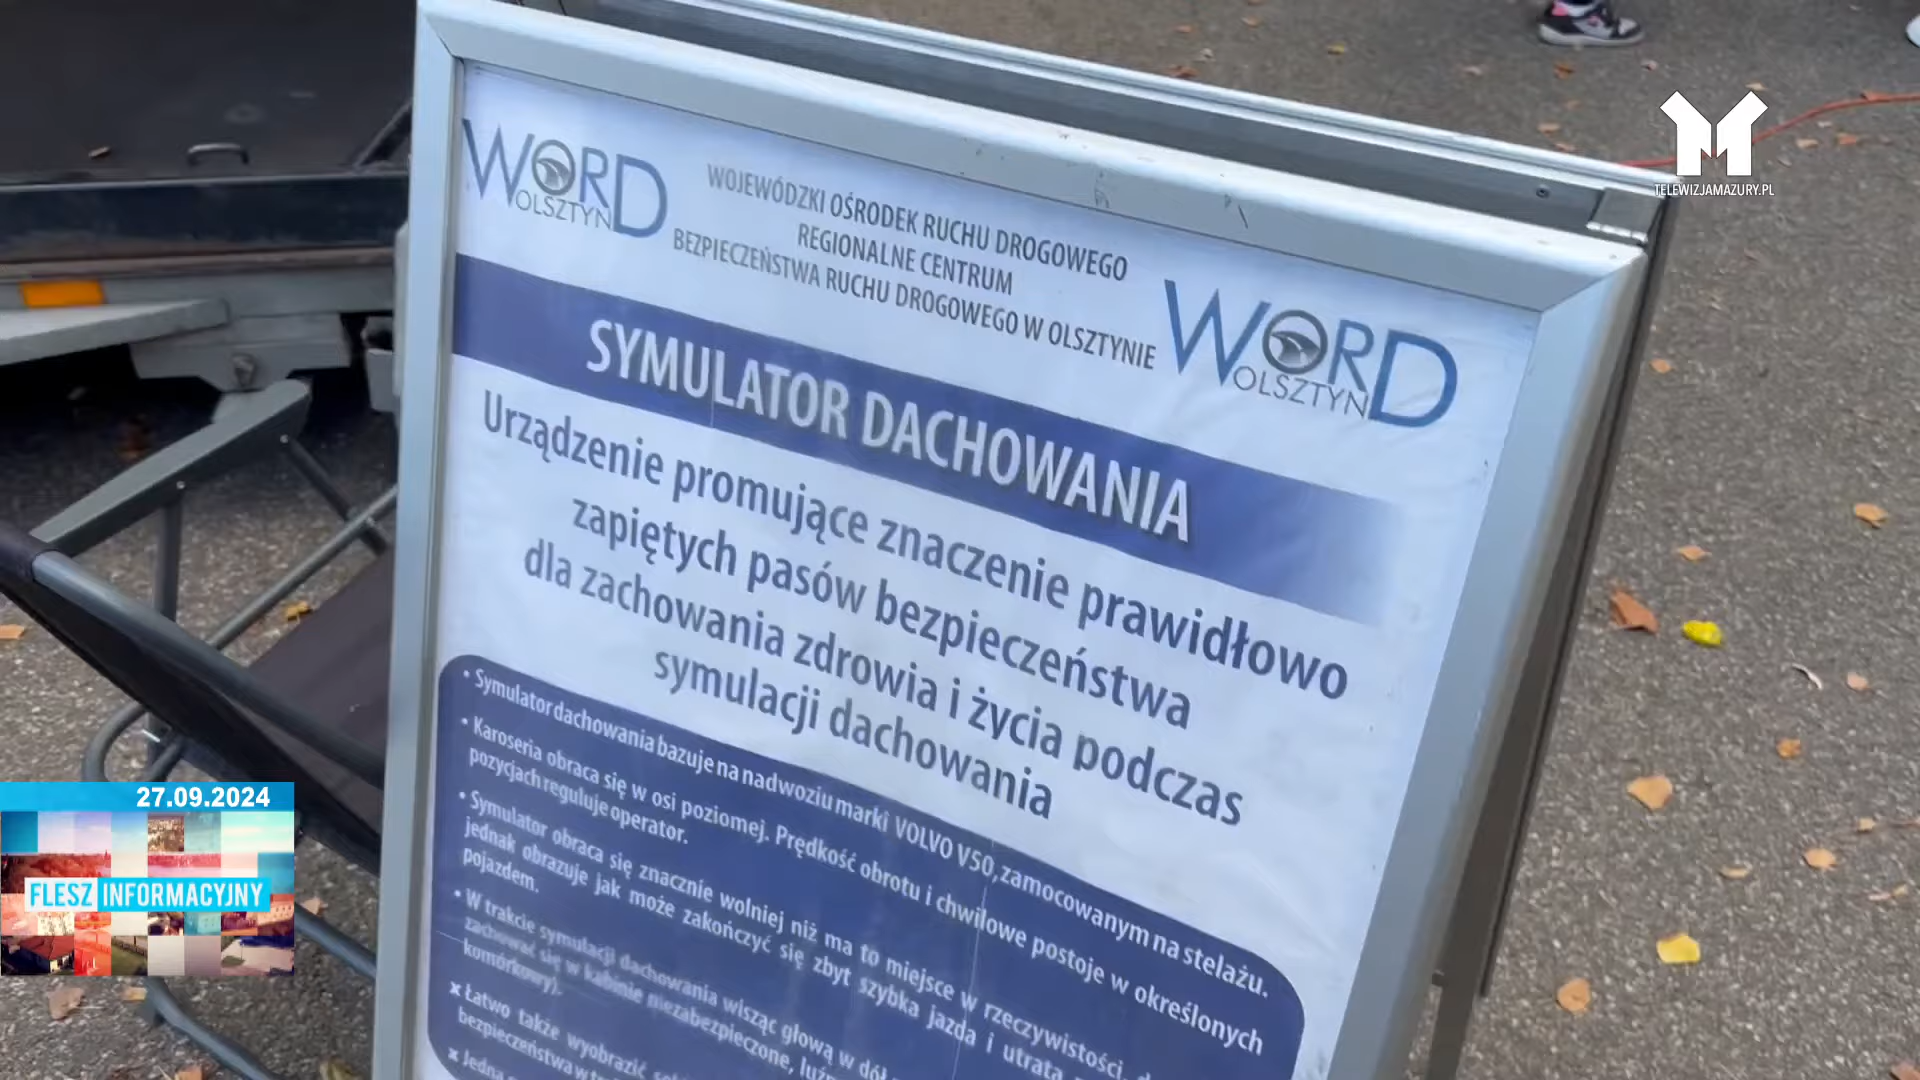 TELEWIZJAMAZURY.PL
WORD
OLSZTYN
WOJEWÓDZKI OŚRODEK RUCHU DROGOWEGO
REGIONALNE CENTRUM
BEZPIECZEŃSTWA RUCHU DROGOWEGO W OLSZTYNIE
WORD
OLSZTYN
SYMULATOR DACHOWANIA
Urządzenie promujące znaczenie prawidłowo
zapiętych pasów bezpieczeństwa
dla zachowania zdrowia i życia podczas
symulacji dachowania
• Symulator dachowania bazuje na nadwoziu marki VOLVO V50, zamocowanym na stelażu.
• Karoseria obraca się w osi poziomej. Prędkość obrotu i chwilowe postoje w określonych
pozycjach reguluje operator.
• Symulator obraca się znacznie wolniej niż ma to miejsce w rzeczywistości,
jednak obrazuje jak może zakończyć się zbyt szybka jazda i utrata
pojazdem.
• W trakcie symulacji dachowania wisząc głową w dół
zachować się w kabinie niezabezpieczone,
komórkowy).
x Łatwo także wyobrazić
bezpieczeństwa w
x Jedna
27.09.2024
FLESZ INFORMACYJNY